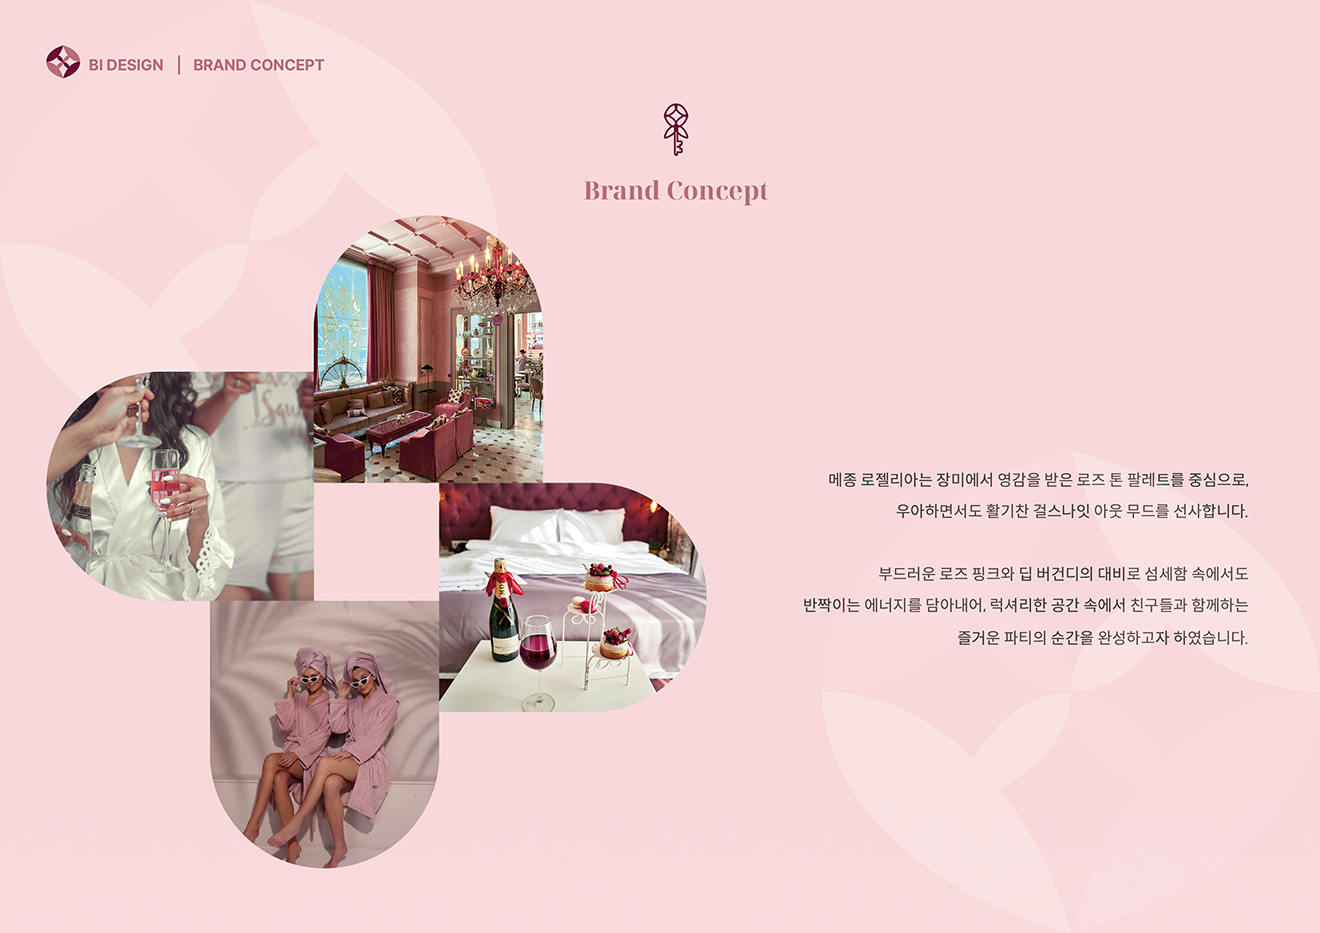 BI DESIGN | BRAND CONCEPT
Brand Concept
Squ
메종 로젤리아는 장미에서 영감을 받은 로즈 톤 팔레트를 중심으로,
우아하면서도 활기찬 걸스나잇 아웃 무드를 선사합니다.
부드러운 로즈 핑크와 딥 버건디의 대비로 섬세함 속에서도
반짝이는 에너지를 담아내어, 럭셔리한 공간 속에서 친구들과 함께하는
즐거운 파티의 순간을 완성하고자 하였습니다.